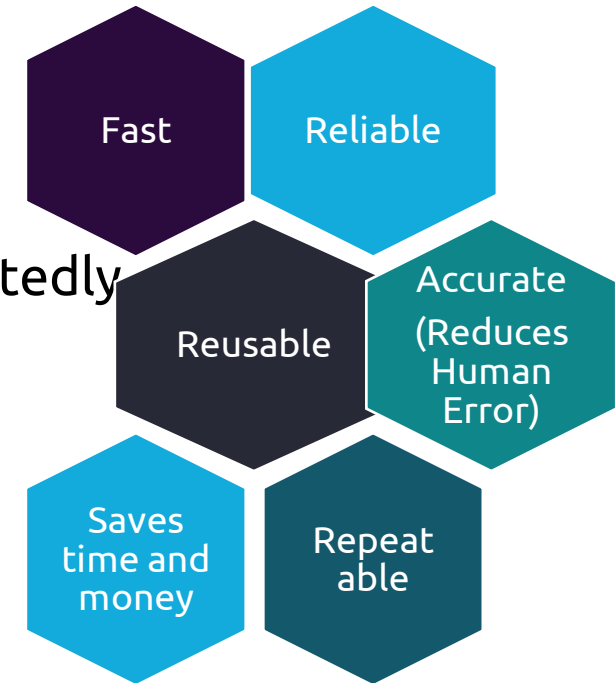 Fast
Reliable
tedly
Reusable
Accurate
(Reduces
Human
Error)
Saves
time and
money
Repeat
able